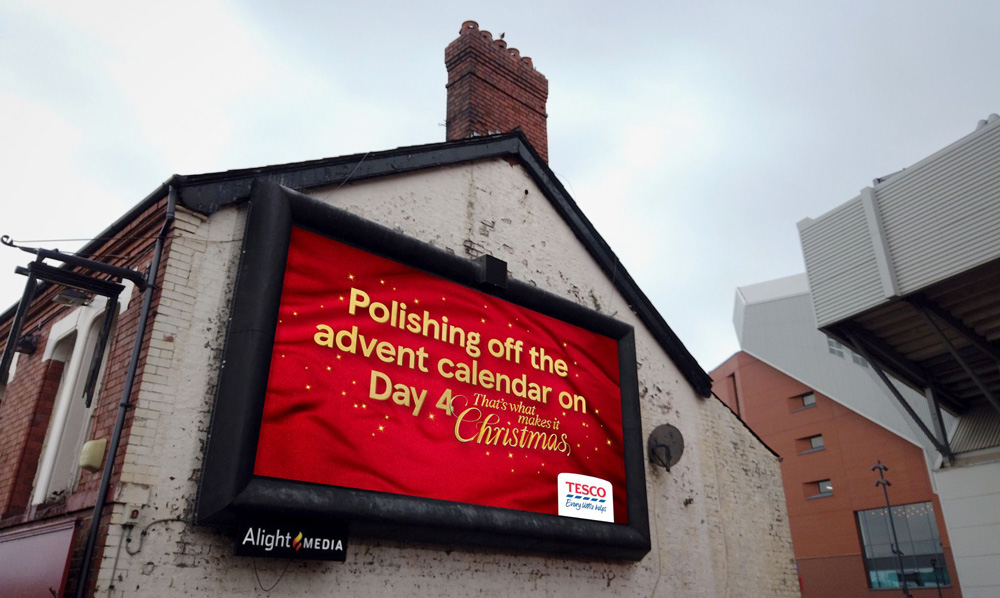 Polishing off the
advent calendar on
Day 4
That's what
makes it
Christmas
TESCO
Every little helps
Alight MEDIA